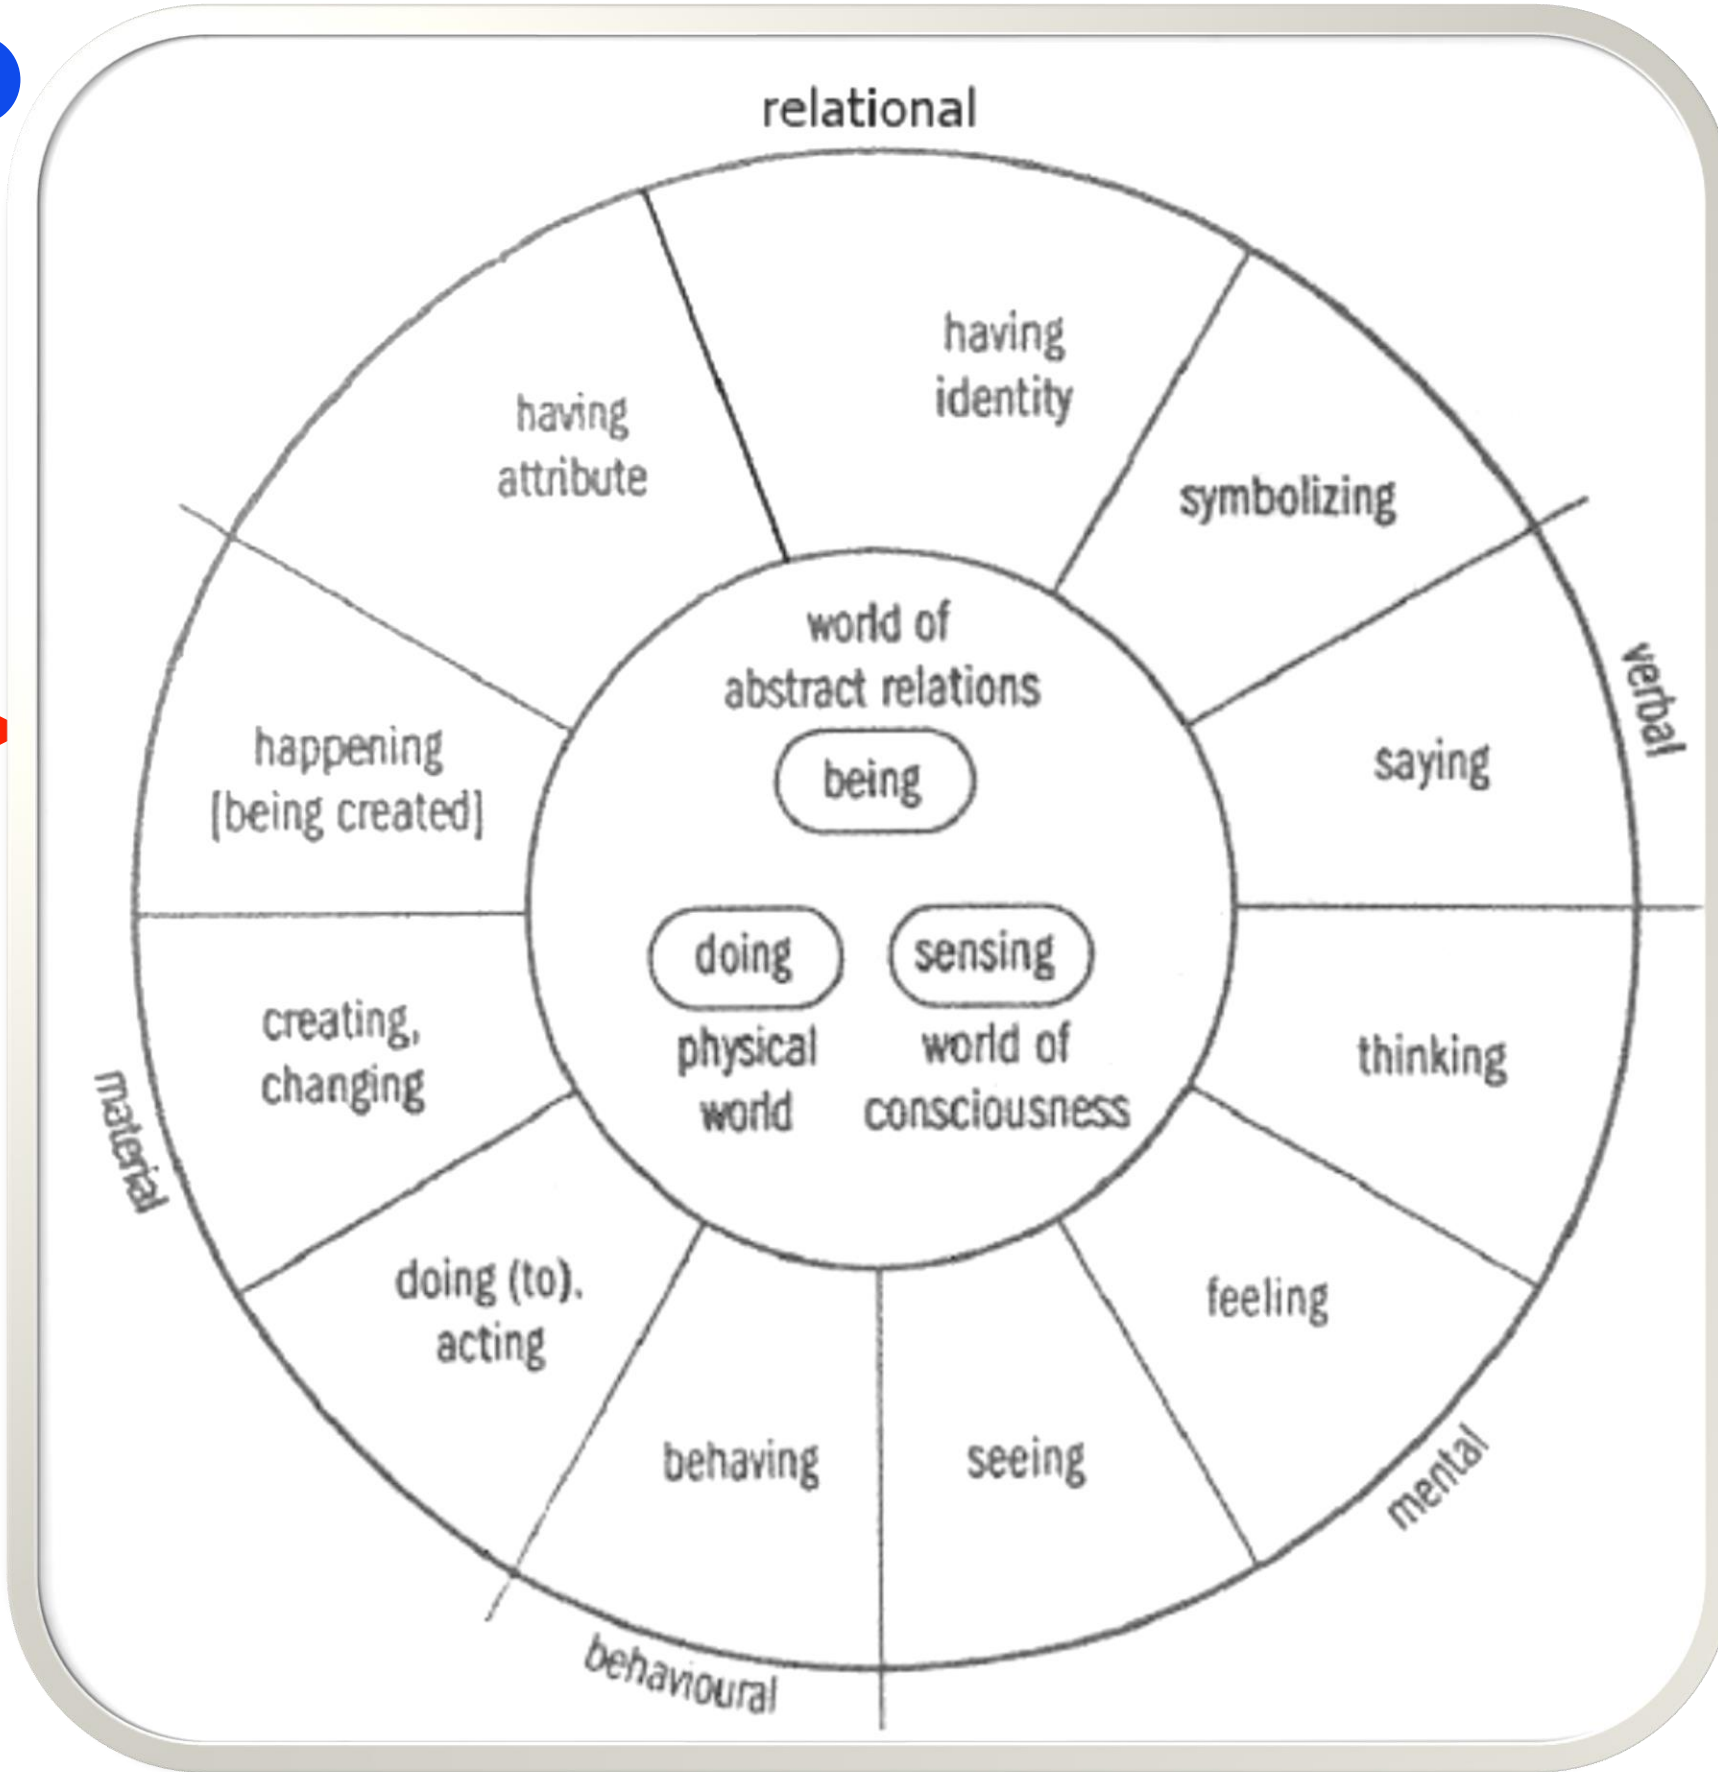 relational
having
identity
having
attribute
symbolizing
verbal
saying
happening
[being created]
world of
abstract relations
being
doing
sensing
physical
world
world of
consciousness
thinking
creating,
changing
material
doing (to).
acting
feeling
behaving
seeing
mental
behavioural